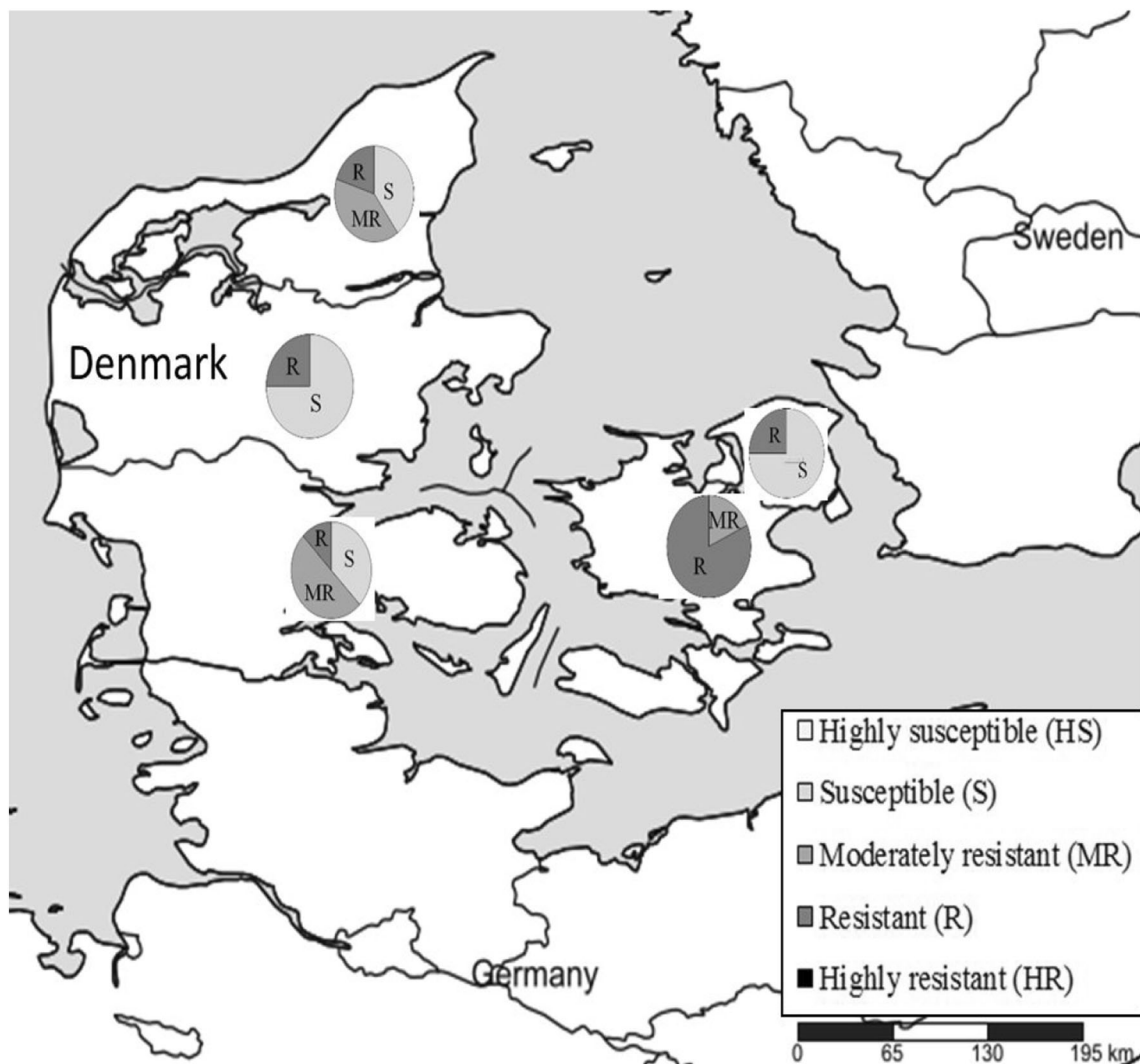 R
S
MR
Sweden
Denmark
R
S
R
S
MR
R
R
S
MR
Highly susceptible (HS)
Susceptible (S)
Moderately resistant (MR)
Resistant (R)
Highly resistant (HR)
Germany
0 65 130 195 km